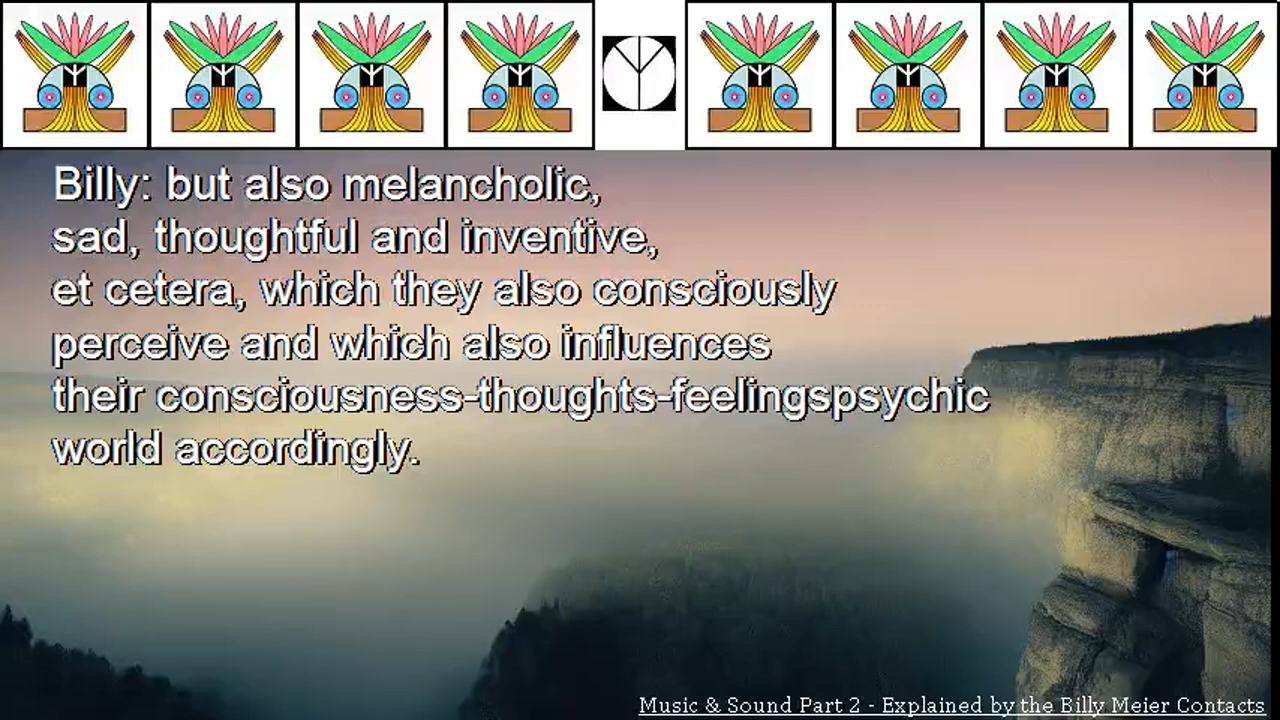 Billy: but also melancholic,
sad, thoughtful and inventive,
et cetera, which they also consciously
perceive and which also influences
their consciousness-thoughts-feelingspsychic
world accordingly.
Music & Sound Part 2 - Explained by the Billy Meier Contacts